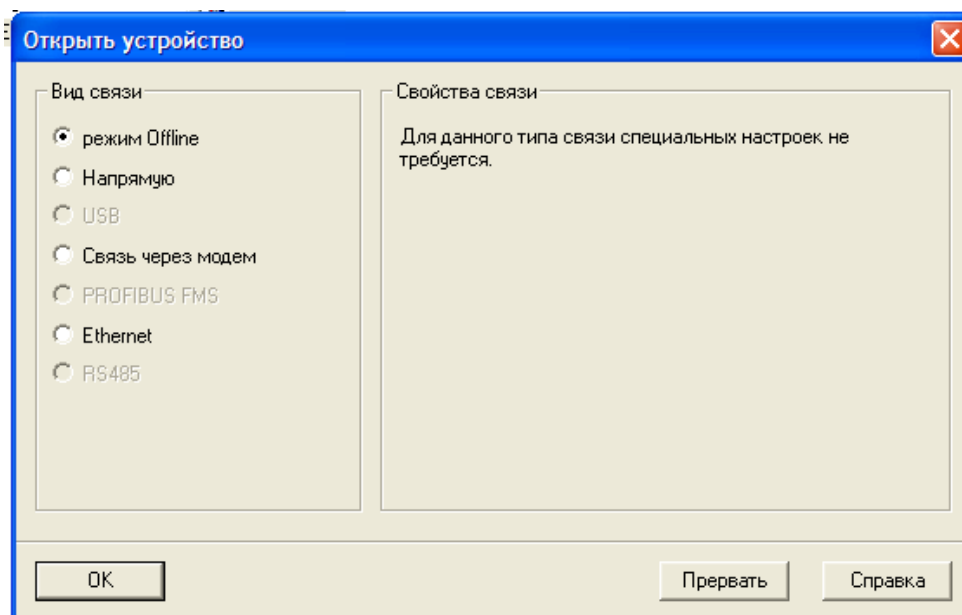 Открыть устройство
Вид связи
Свойства связи
режим Offline
Напрямую
USB
Связь через модем
PROFIBUS FMS
Ethernet
RS485
Для данного типа связи специальных настроек не
требуется.
OK
Прервать
Справка